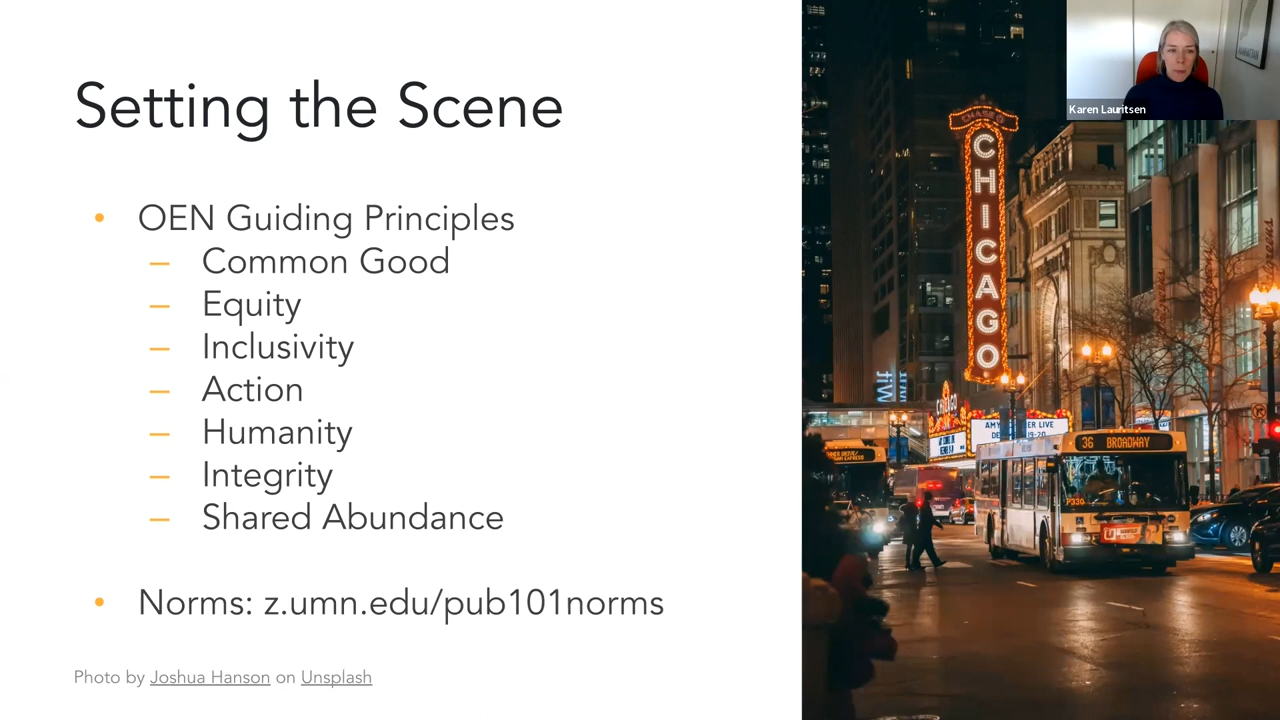 Setting the Scene
• OEN Guiding Principles
– Common Good
– Equity
– Inclusivity
– Action
– Humanity
– Integrity
– Shared Abundance
• Norms: z.umn.edu/pub101norms
Photo by Joshua Hanson on Unsplash
Karen Lauritsen
CHICAGO
CHICAGO
36 BROADWAY